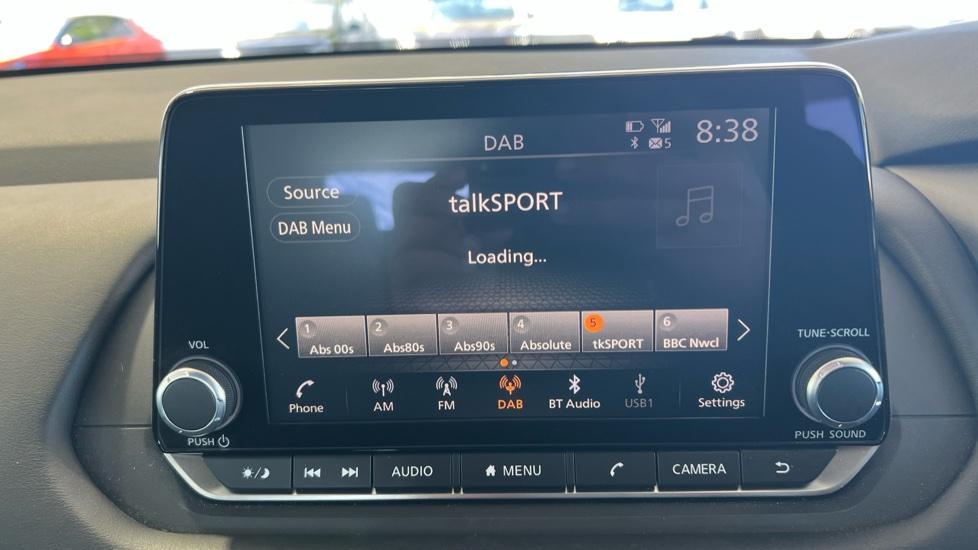 DAB
5
8:38
Source
talkSPORT
DAB Menu
Loading...
1 2 3 4 5 6
Abs 00s Abs80s Abs90s Absolute tkSPORT BBC Nwcl
Phone AM FM DAB BT Audio USB1 Settings
VOL
PUSH
TUNE·SCROLL
PUSH SOUND
AUDIO MENU CAMERA